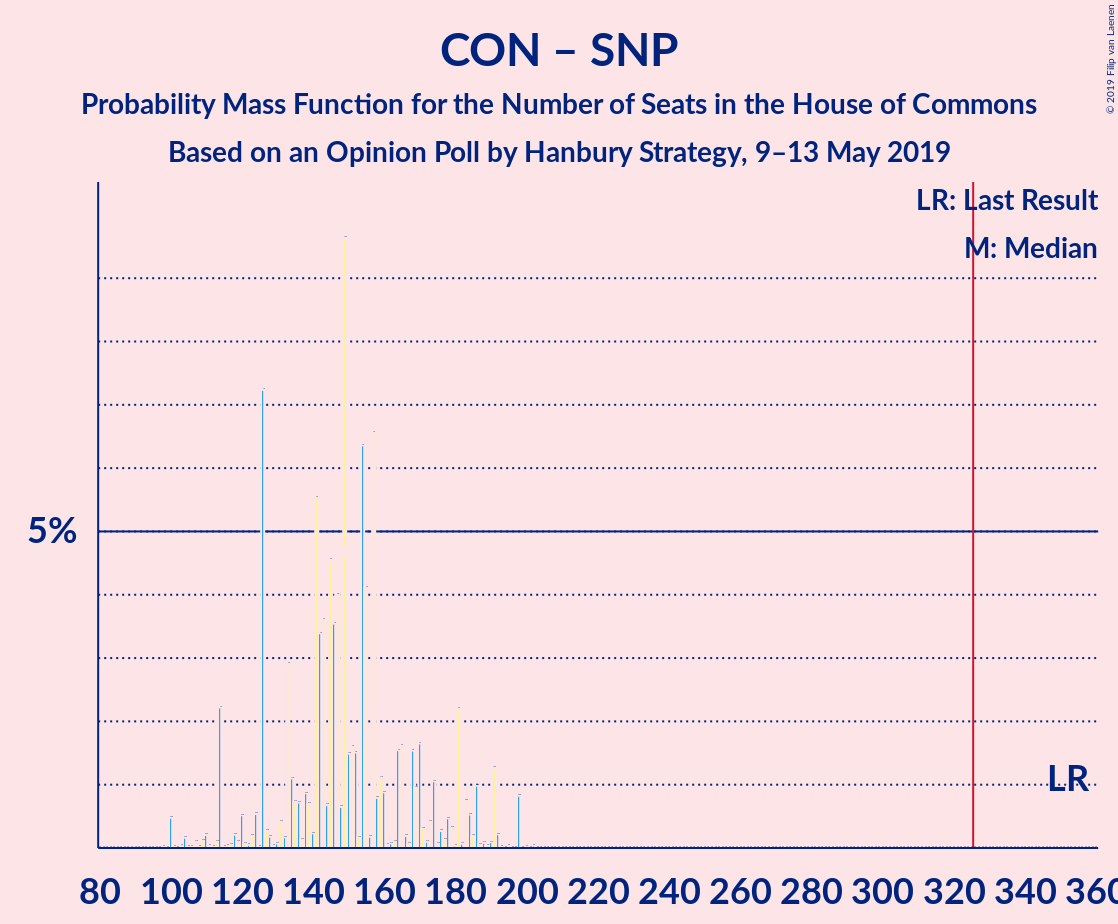 CON – SNP
Probability Mass Function for the Number of Seats in the House of Commons
Based on an Opinion Poll by Hanbury Strategy, 9–13 May 2019
© 2019 Filip van Laenen
LR: Last Result
M: Median
5%
LR
80 100 120 140 160 180 200 220 240 260 280 300 320 340 360